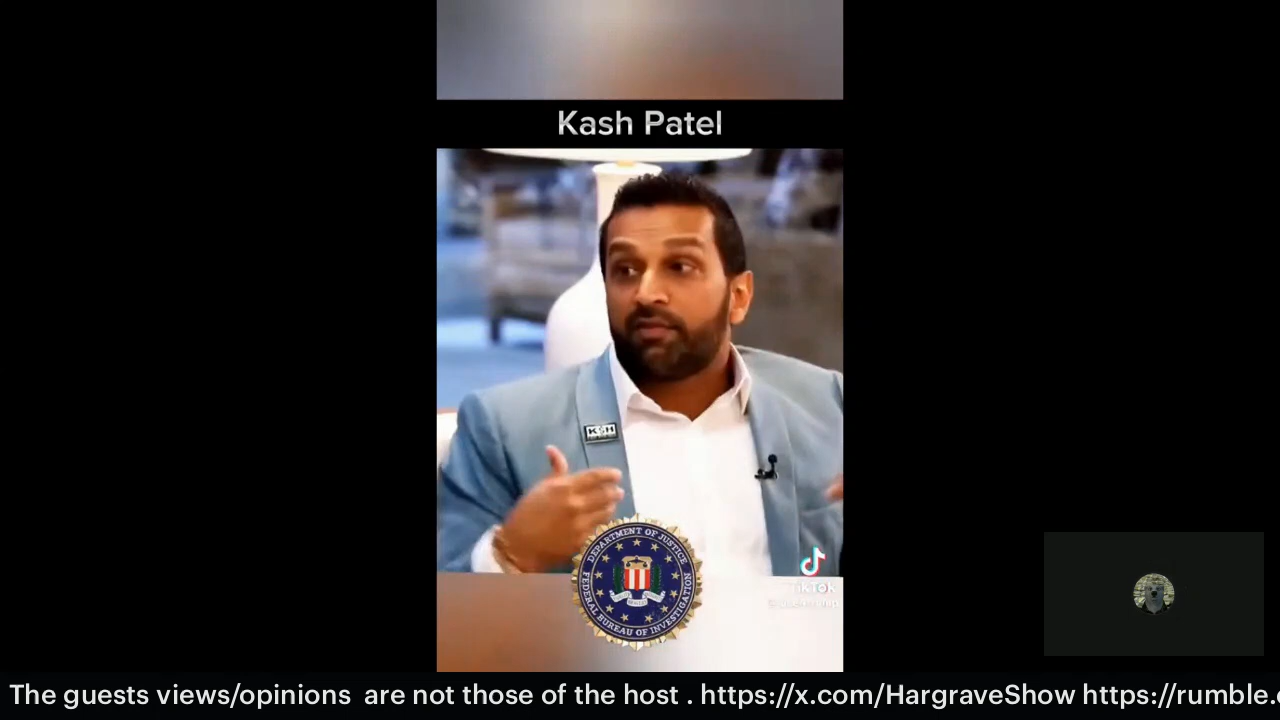 Kash Patel
K$H
DEPARTMENT OF JUSTICE
FEDERAL BUREAU OF INVESTIGATION
TikTok
The guests views/opinions are not those of the host . https://x.com/HargraveShow https://rumble.